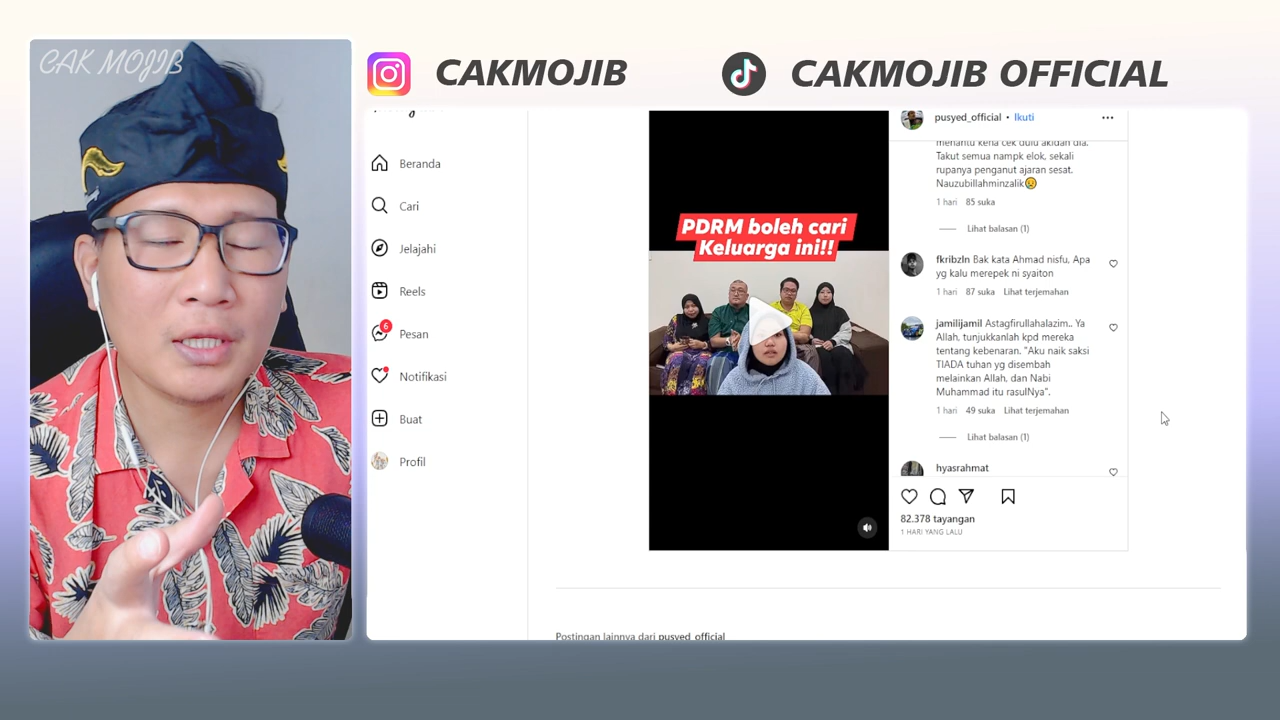 CAK MOJIB
CAKMOJIB
CAKMOJIB OFFICIAL
Beranda
Cari
Jelajahi
Reels
6
Pesan
Notifikasi
Buat
Profil
PDRM boleh cari
Keluarga ini!!
pusyed_official • Ikuti
menantu kena cek dulu akidah dia.
Takut semua nampk elok, sekali
rupanya penganut ajaran sesat.
Nauzubillahminzalik😥
1 hari 85 suka
Lihat balasan (1)
fkribzln Bak kata Ahmad nisfu, Apa
yg kalu merepek ni syaiton
1 hari 87 suka Lihat terjemahan
jamilijamil Astagfirullahalazim.. Ya
Allah, tunjukkanlah kpd mereka
tentang kebenaran. "Aku naik saksi
TIADA tuhan yg disembah
melainkan Allah, dan Nabi
Muhammad itu rasulNya".
1 hari 49 suka Lihat terjemahan
Lihat balasan (1)
hyasrahmat
82.378 tayangan
1 HARI YANG LALU
Postingan lainnya dari pusyed_official